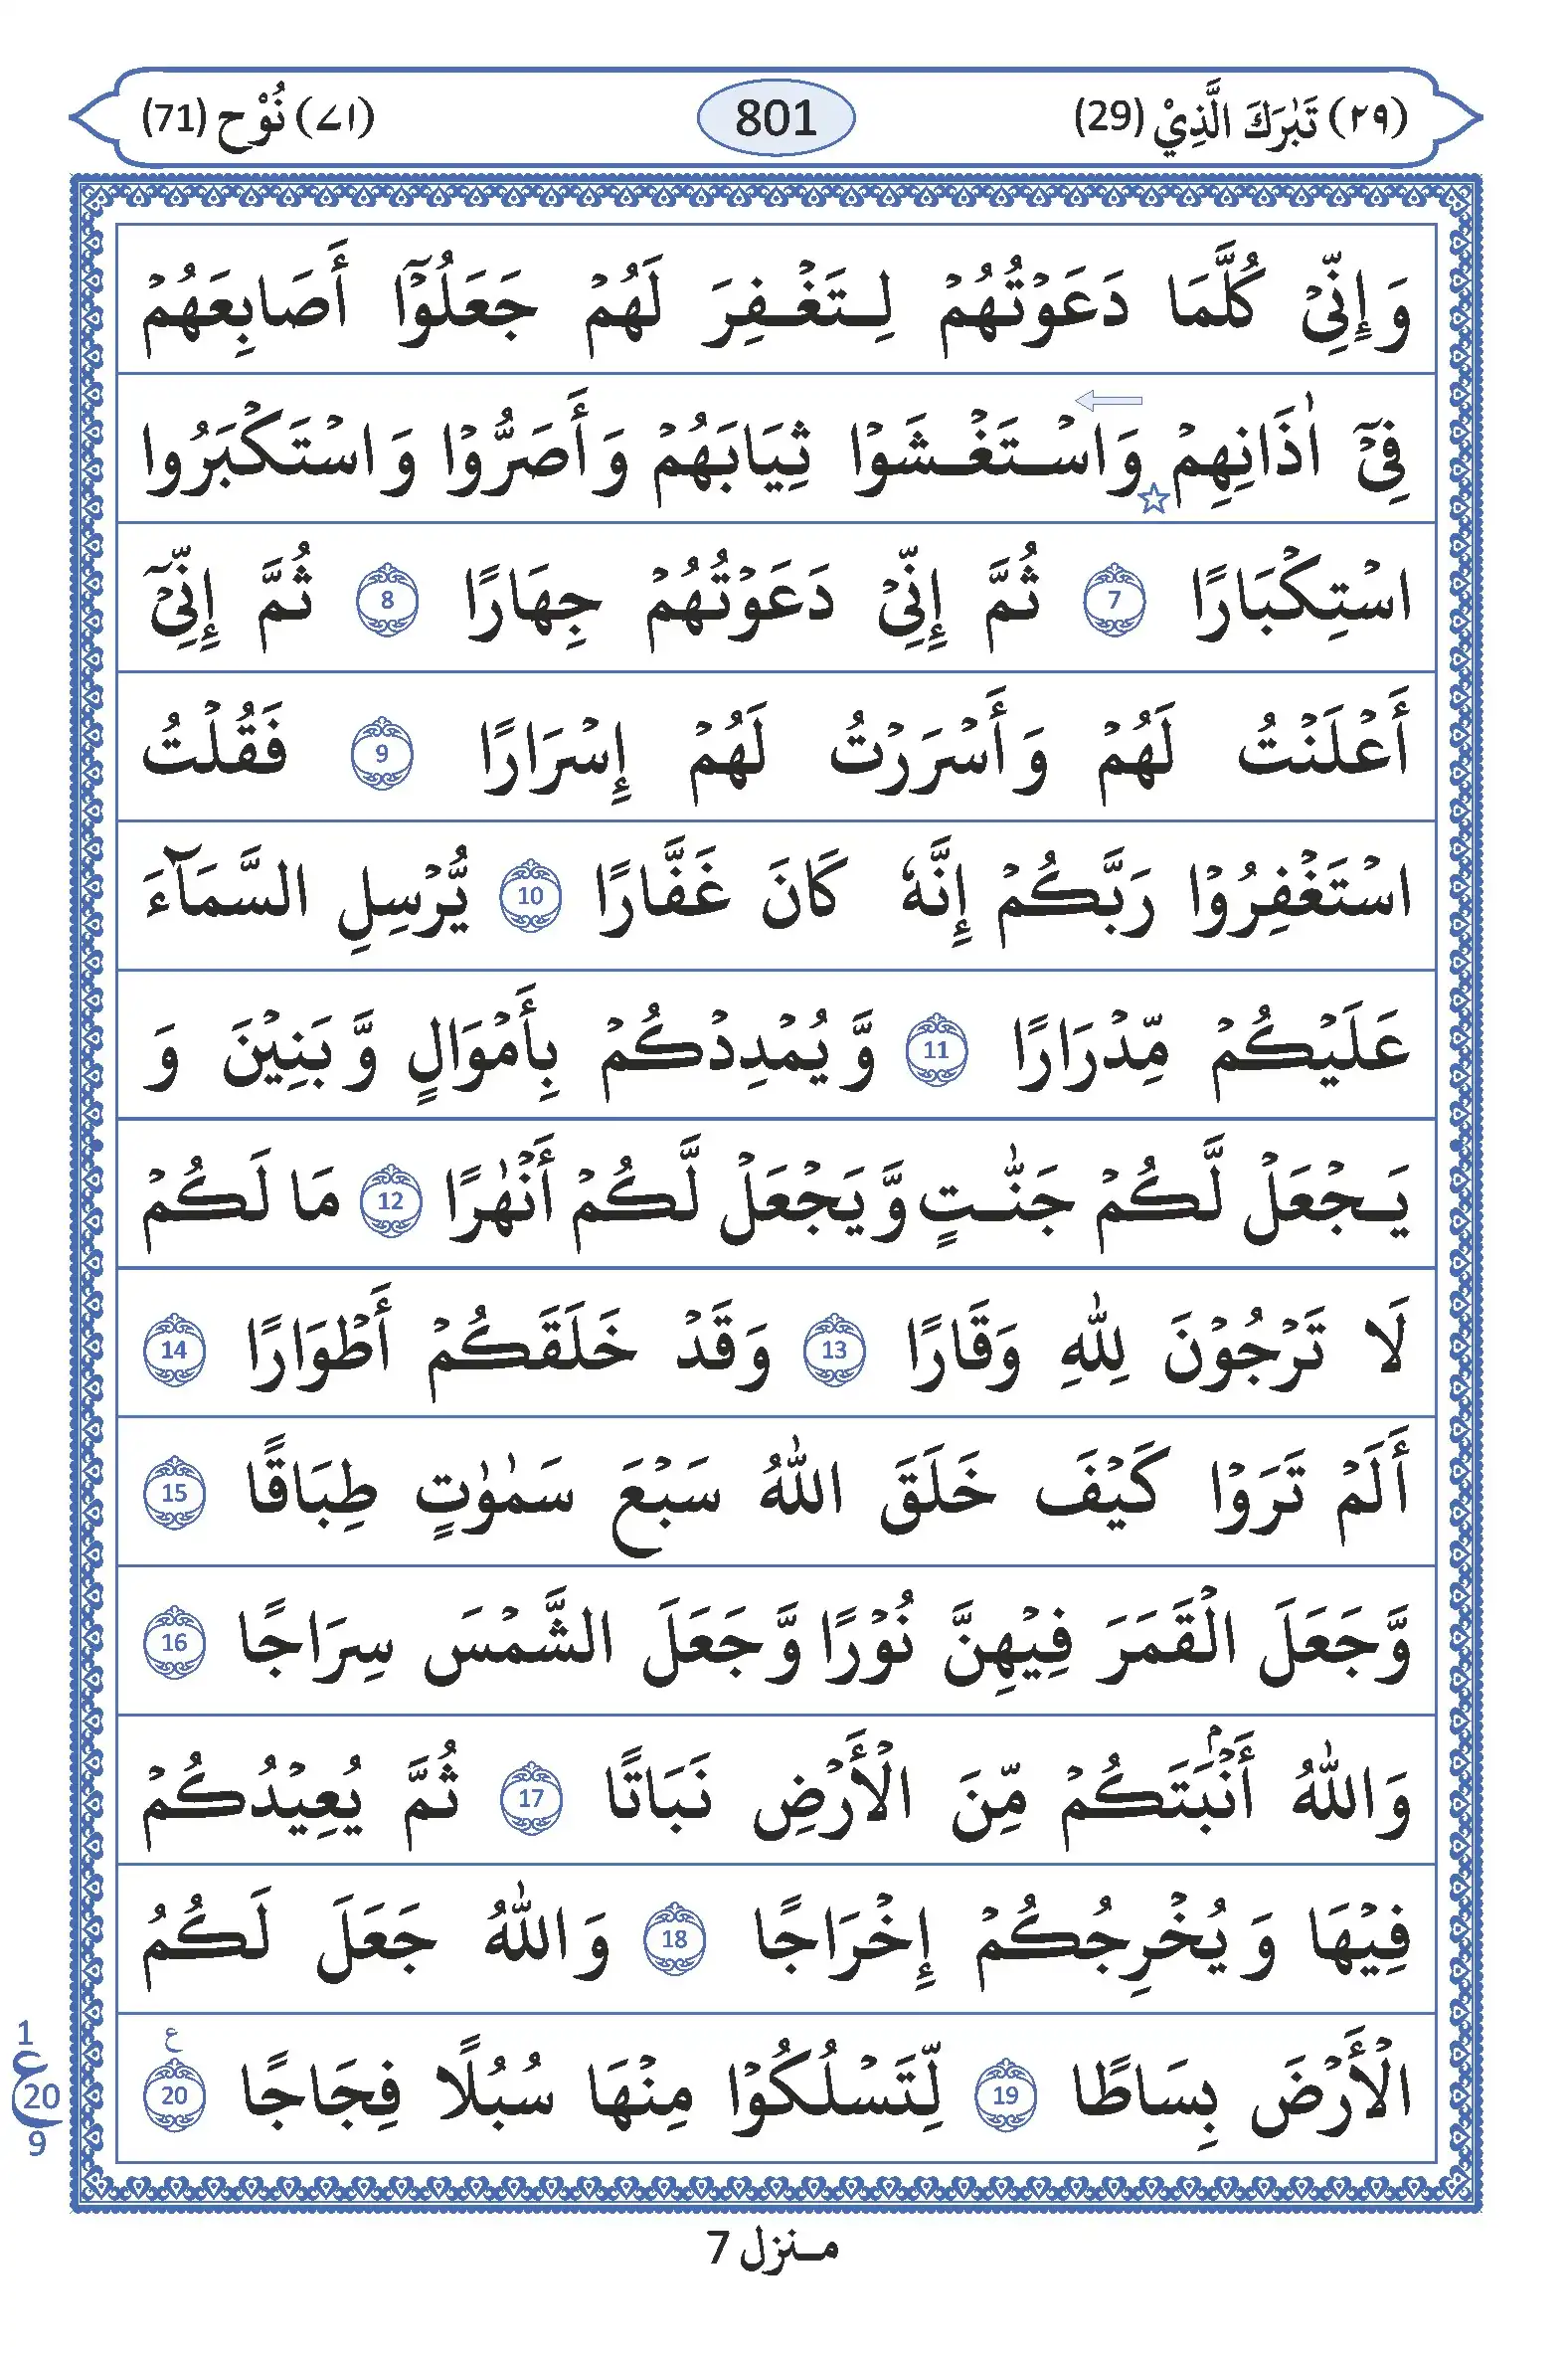 (٢٩) تَبٰرَكَ الَّذِيْ (29) 801 (٧١) نُوْح (71)
وَإِنِّيْ كُلَّمَا دَعَوْتُهُمْ لِتَغْفِرَ لَهُمْ جَعَلُوْٓا أَصَابِعَهُمْ
فِيْٓ اٰذَانِهِمْ ☆ وَاسْتَغْشَوْا ثِيَابَهُمْ وَأَصَرُّوْا وَاسْتَكْبَرُوا
اسْتِكْبَارًا 7 ثُمَّ إِنِّيْ دَعَوْتُهُمْ جِهَارًا 8 ثُمَّ إِنِّيْٓ
أَعْلَنْتُ لَهُمْ وَأَسْرَرْتُ لَهُمْ إِسْرَارًا 9 فَقُلْتُ
اسْتَغْفِرُوْا رَبَّكُمْ إِنَّهٗ كَانَ غَفَّارًا 10 يُّرْسِلِ السَّمَآءَ
عَلَيْكُمْ مِّدْرَارًا 11 وَّيُمْدِدْكُمْ بِأَمْوَالٍ وَّبَنِيْنَ وَ
يَجْعَلْ لَّكُمْ جَنّٰتٍ وَّيَجْعَلْ لَّكُمْ أَنْهٰرًا 12 مَا لَكُمْ
لَا تَرْجُوْنَ لِلّٰهِ وَقَارًا 13 وَقَدْ خَلَقَكُمْ أَطْوَارًا 14
أَلَمْ تَرَوْا كَيْفَ خَلَقَ اللّٰهُ سَبْعَ سَمٰوٰتٍ طِبَاقًا 15
وَّجَعَلَ الْقَمَرَ فِيْهِنَّ نُوْرًا وَّجَعَلَ الشَّمْسَ سِرَاجًا 16
وَاللّٰهُ أَنْۢبَتَكُمْ مِّنَ الْأَرْضِ نَبَاتًا 17 ثُمَّ يُعِيْدُكُمْ
فِيْهَا وَيُخْرِجُكُمْ إِخْرَاجًا 18 وَاللّٰهُ جَعَلَ لَكُمُ
الْأَرْضَ بِسَاطًا 19 لِّتَسْلُكُوْا مِنْهَا سُبُلًا فِجَاجًا 20 ع
1
ع 20
9
مـنزل 7